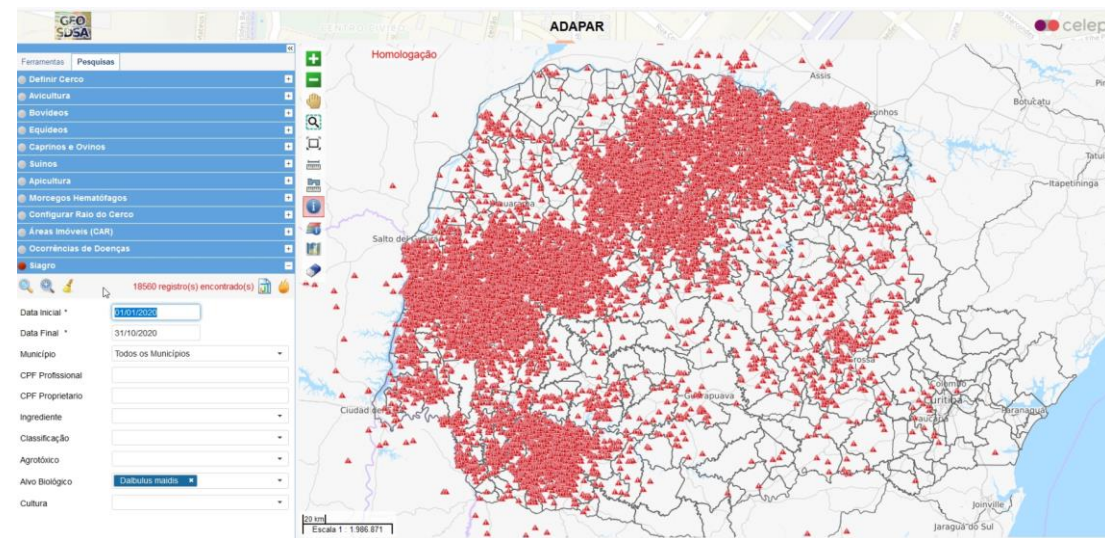 GEO
SDSA
ADAPAR
celep
Ferramentas
Pesquisas
Definir Cerco
Avicultura
Bovídeos
Equídeos
Caprinos e Ovinos
Suínos
Apicultura
Morcegos Hematófagos
Configurar Raio do Cerco
Áreas Imóveis (CAR)
Ocorrências de Doenças
Siagro
18560 registro(s) encontrado(s)
Data Inicial *
01/01/2020
Data Final *
31/10/2020
Município
Todos os Municípios
CPF Profissional
CPF Proprietario
Ingrediente
Classificação
Agrotóxico
Alvo Biológico
Dalbulus maidis ×
Cultura
Homologação
Assis
Botucatu
Tatuí
Itapetininga
Salto del
Ciudad del
Curitiba
Paranaguá
Joinville
Jaraguá do Sul
20 km
Escala 1 : 1.986.871